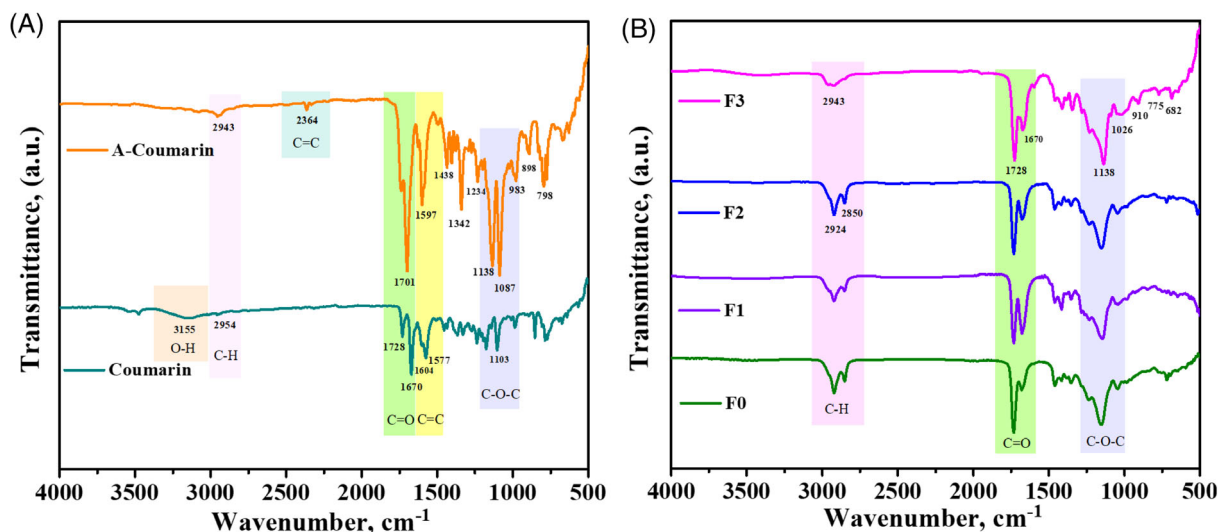 (A)
Transmittance, (a.u.)
2943
2364
C=C
A-Coumarin
1438
1234
898
983
798
1597
1342
1701
1138
1087
3155
O-H
2954
C-H
Coumarin
1728
1604
1577
1670
1103
C=O
C=C
C-O-C
4000 3500 3000 2500 2000 1500 1000 500
Wavenumber, cm-1
(B)
Transmittance, (a.u.)
F3
2943
1670
1728
1026
910
775
682
1138
F2
2924
2850
F1
F0
C-H
C=O
C-O-C
4000 3500 3000 2500 2000 1500 1000 500
Wavenumber, cm-1